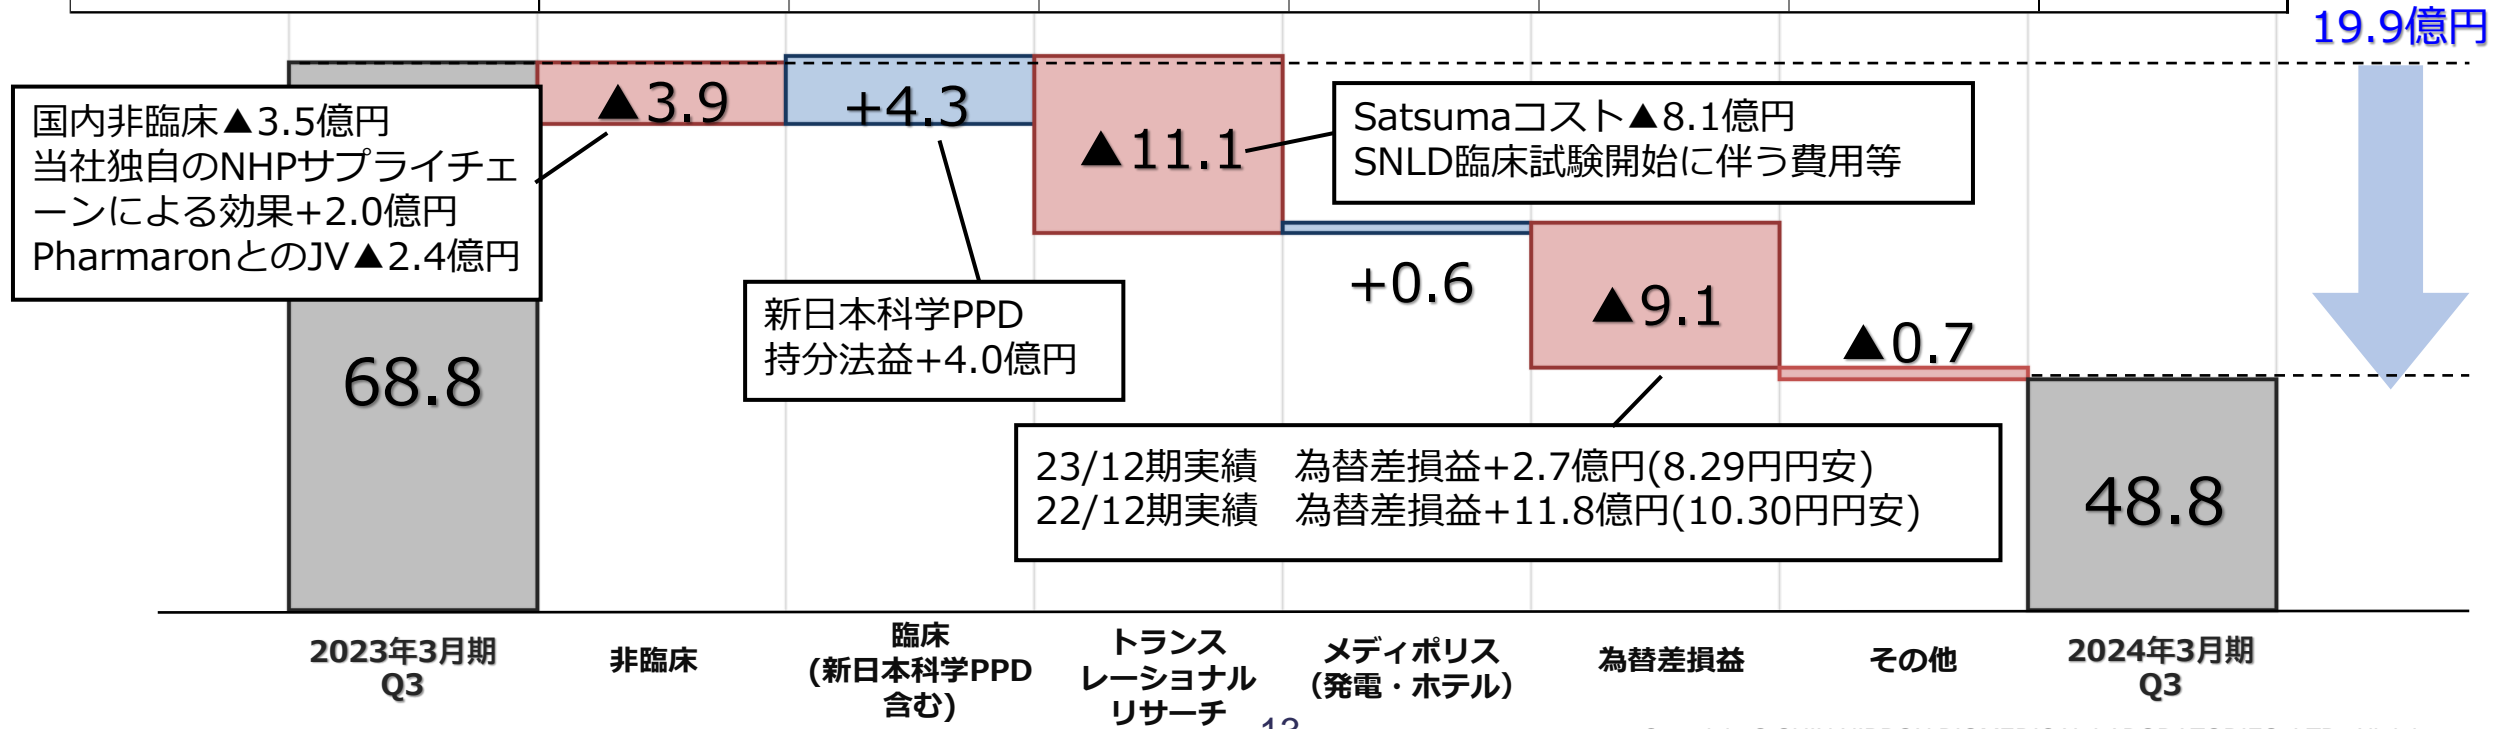 19.9億円
国内非臨床▲3.5億円
当社独自のNHPサプライチェ
ーンによる効果+2.0億円
PharmaronとのJV▲2.4億円
▲3.9
+4.3
▲11.1
Satsumaコスト▲8.1億円
SNLD臨床試験開始に伴う費用等
+0.6
▲9.1
▲0.7
新日本科学PPD
持分法益+4.0億円
68.8
23/12期実績　為替差損益+2.7億円(8.29円円安)
22/12期実績　為替差損益+11.8億円(10.30円円安)
48.8
2023年3月期
Q3
非臨床
臨床
(新日本科学PPD
含む)
トランス
レーショナル
リサーチ
メディポリス
（発電・ホテル）
為替差損益
その他
2024年3月期
Q3